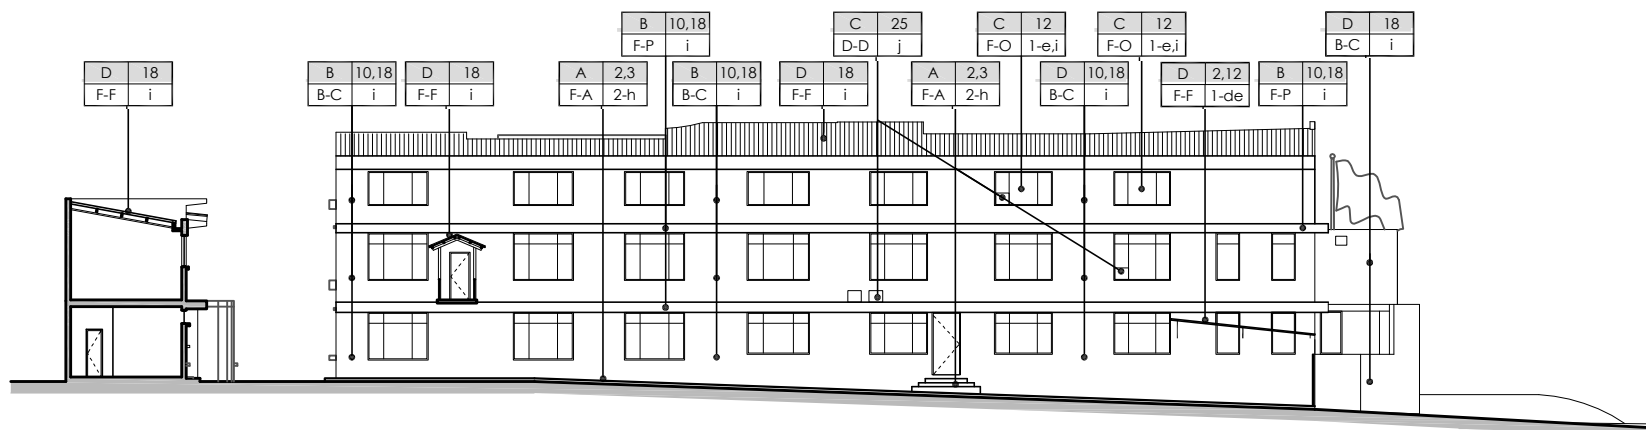 B 10,18
F-P i
C 25
D-D j
C 12
F-O 1-e,i
C 12
F-O 1-e,i
D 18
B-C i
D 18
F-F i
B 10,18
B-C i
D 18
F-F i
A 2,3
F-A 2-h
B 10,18
B-C i
D 18
F-F i
A 2,3
F-A 2-h
D 10,18
B-C i
D 2,12
F-F 1-de
B 10,18
F-P i